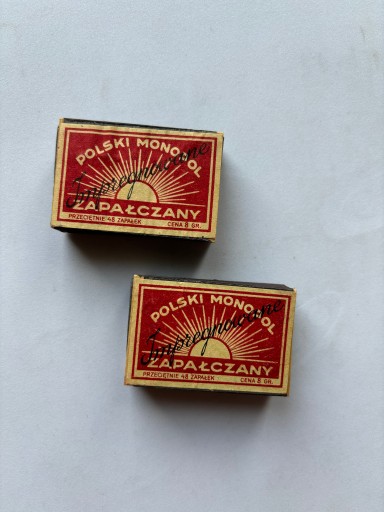 POLSKI MONOPOL
Impregnowane
ZAPAŁCZANY
PRZECIĘTNIE 48 ZAPAŁEK CENA 8 GR.
POLSKI MONOPOL
Impregnowane
ZAPAŁCZANY
PRZECIĘTNIE 48 ZAPAŁEK CENA 8 GR.